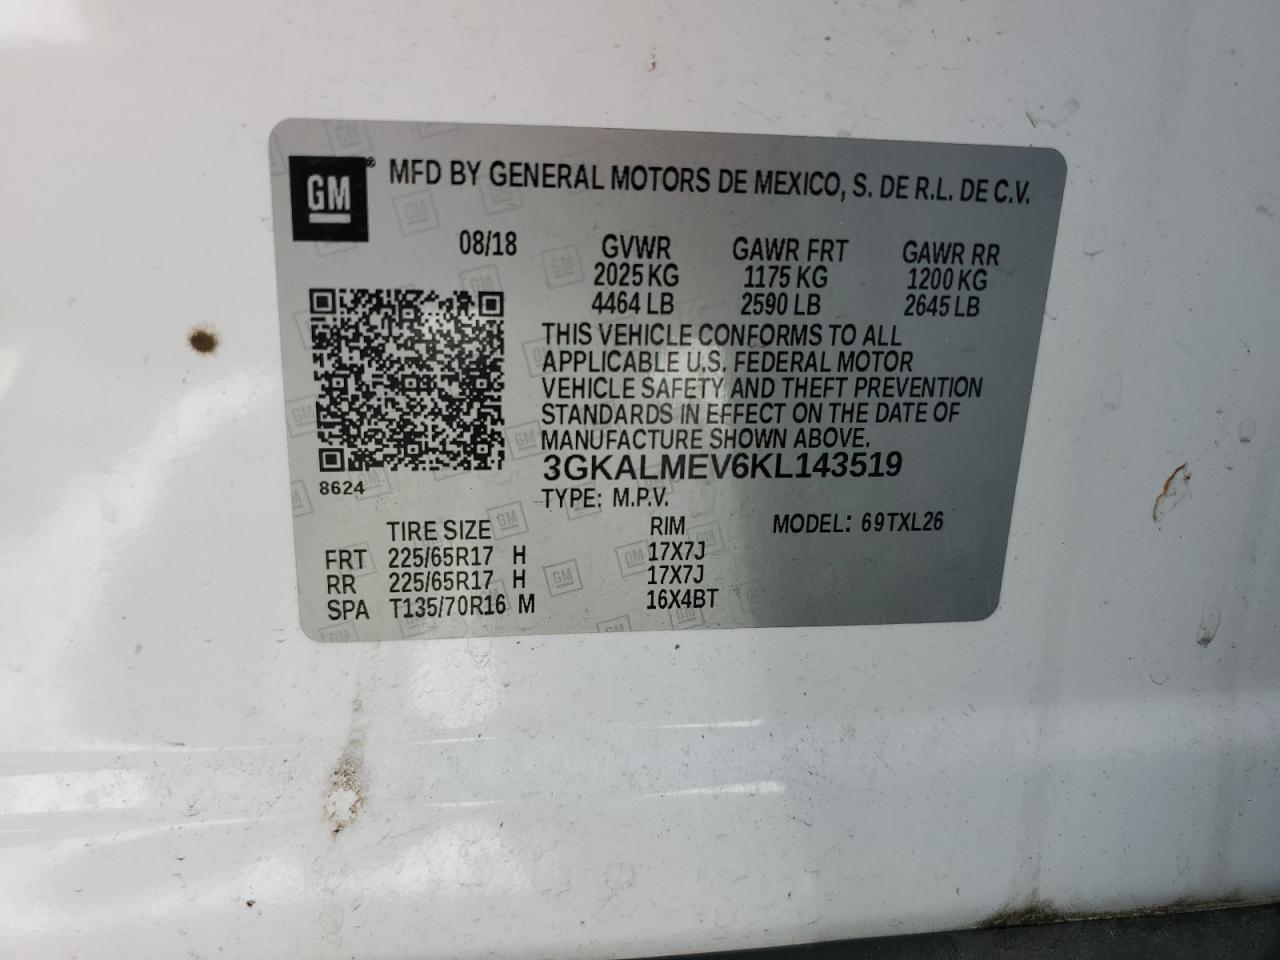 GM ® MFD BY GENERAL MOTORS DE MEXICO, S. DE R.L. DE C.V.
08/18 GVWR GAWR FRT GAWR RR
2025 KG 1175 KG 1200 KG
4464 LB 2590 LB 2645 LB
THIS VEHICLE CONFORMS TO ALL
APPLICABLE U.S. FEDERAL MOTOR
VEHICLE SAFETY AND THEFT PREVENTION
STANDARDS IN EFFECT ON THE DATE OF
MANUFACTURE SHOWN ABOVE.
3GKALMEV6KL143519
8624
TYPE: M.P.V.
TIRE SIZE RIM MODEL: 69TXL26
FRT 225/65R17 H 17X7J
RR 225/65R17 H 17X7J
SPA T135/70R16 M 16X4BT